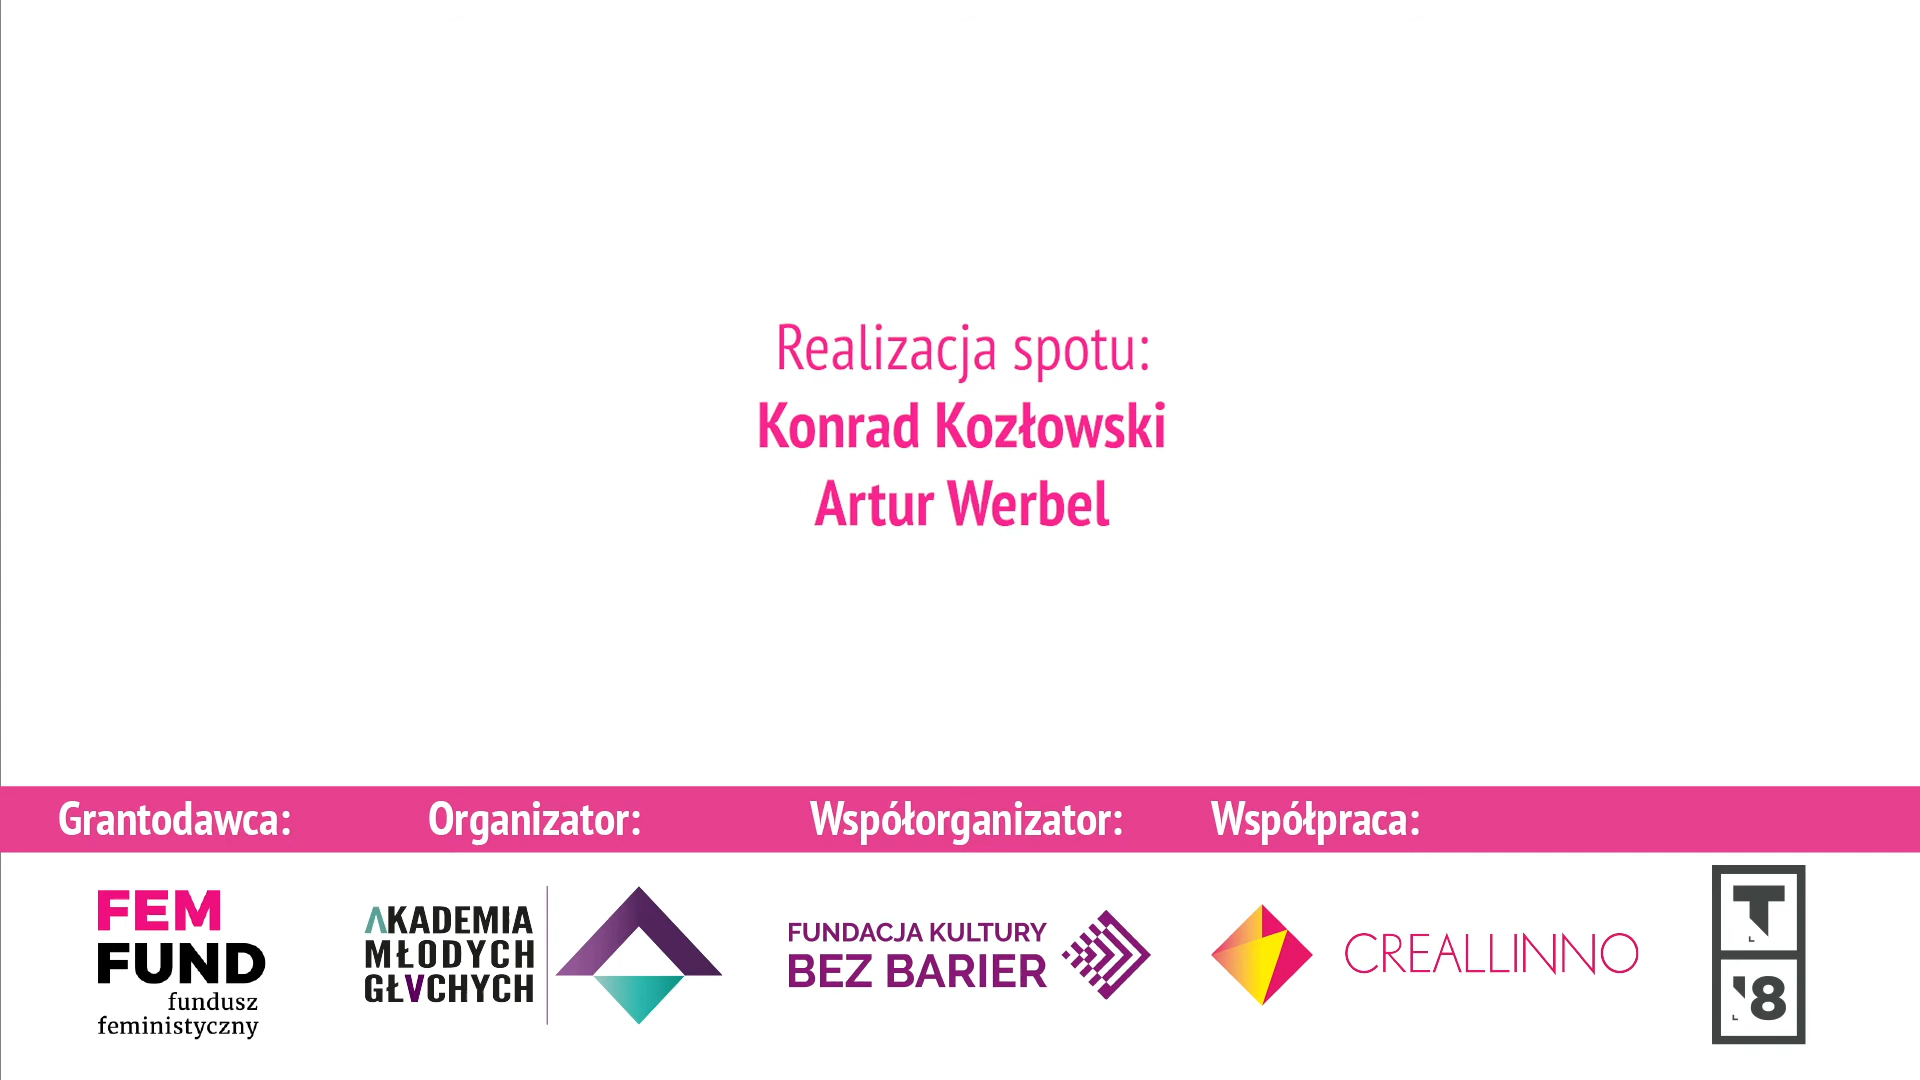 Realizacja spotu:
Konrad Kozłowski
Artur Werbel
Grantodawca: Organizator: Współorganizator: Współpraca:
FEM
FUND
fundusz
feministyczny
AKADEMIA
MŁODYCH
GŁVCHYCH
FUNDACJA KULTURY
BEZ BARIER
CREALLINNO
T
'8